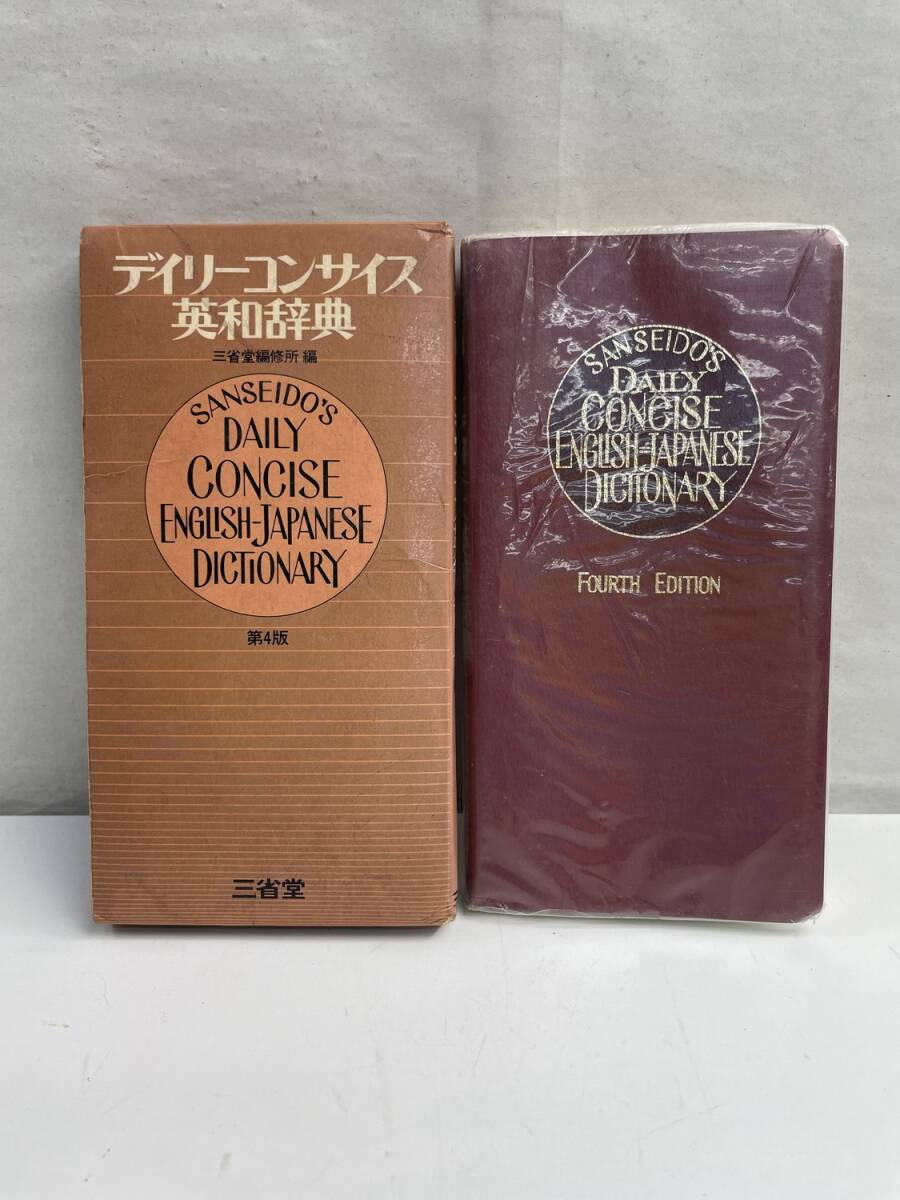 デイリーコンサイス
英和辞典
三省堂編修所 編
SANSEIDO'S
DAILY
CONCISE
ENGLISH-JAPANESE
DICTIONARY
第4版
三省堂
SANSEIDO'S
DAILY
CONCISE
ENGLISH-JAPANESE
DICTIONARY
FOURTH EDITION